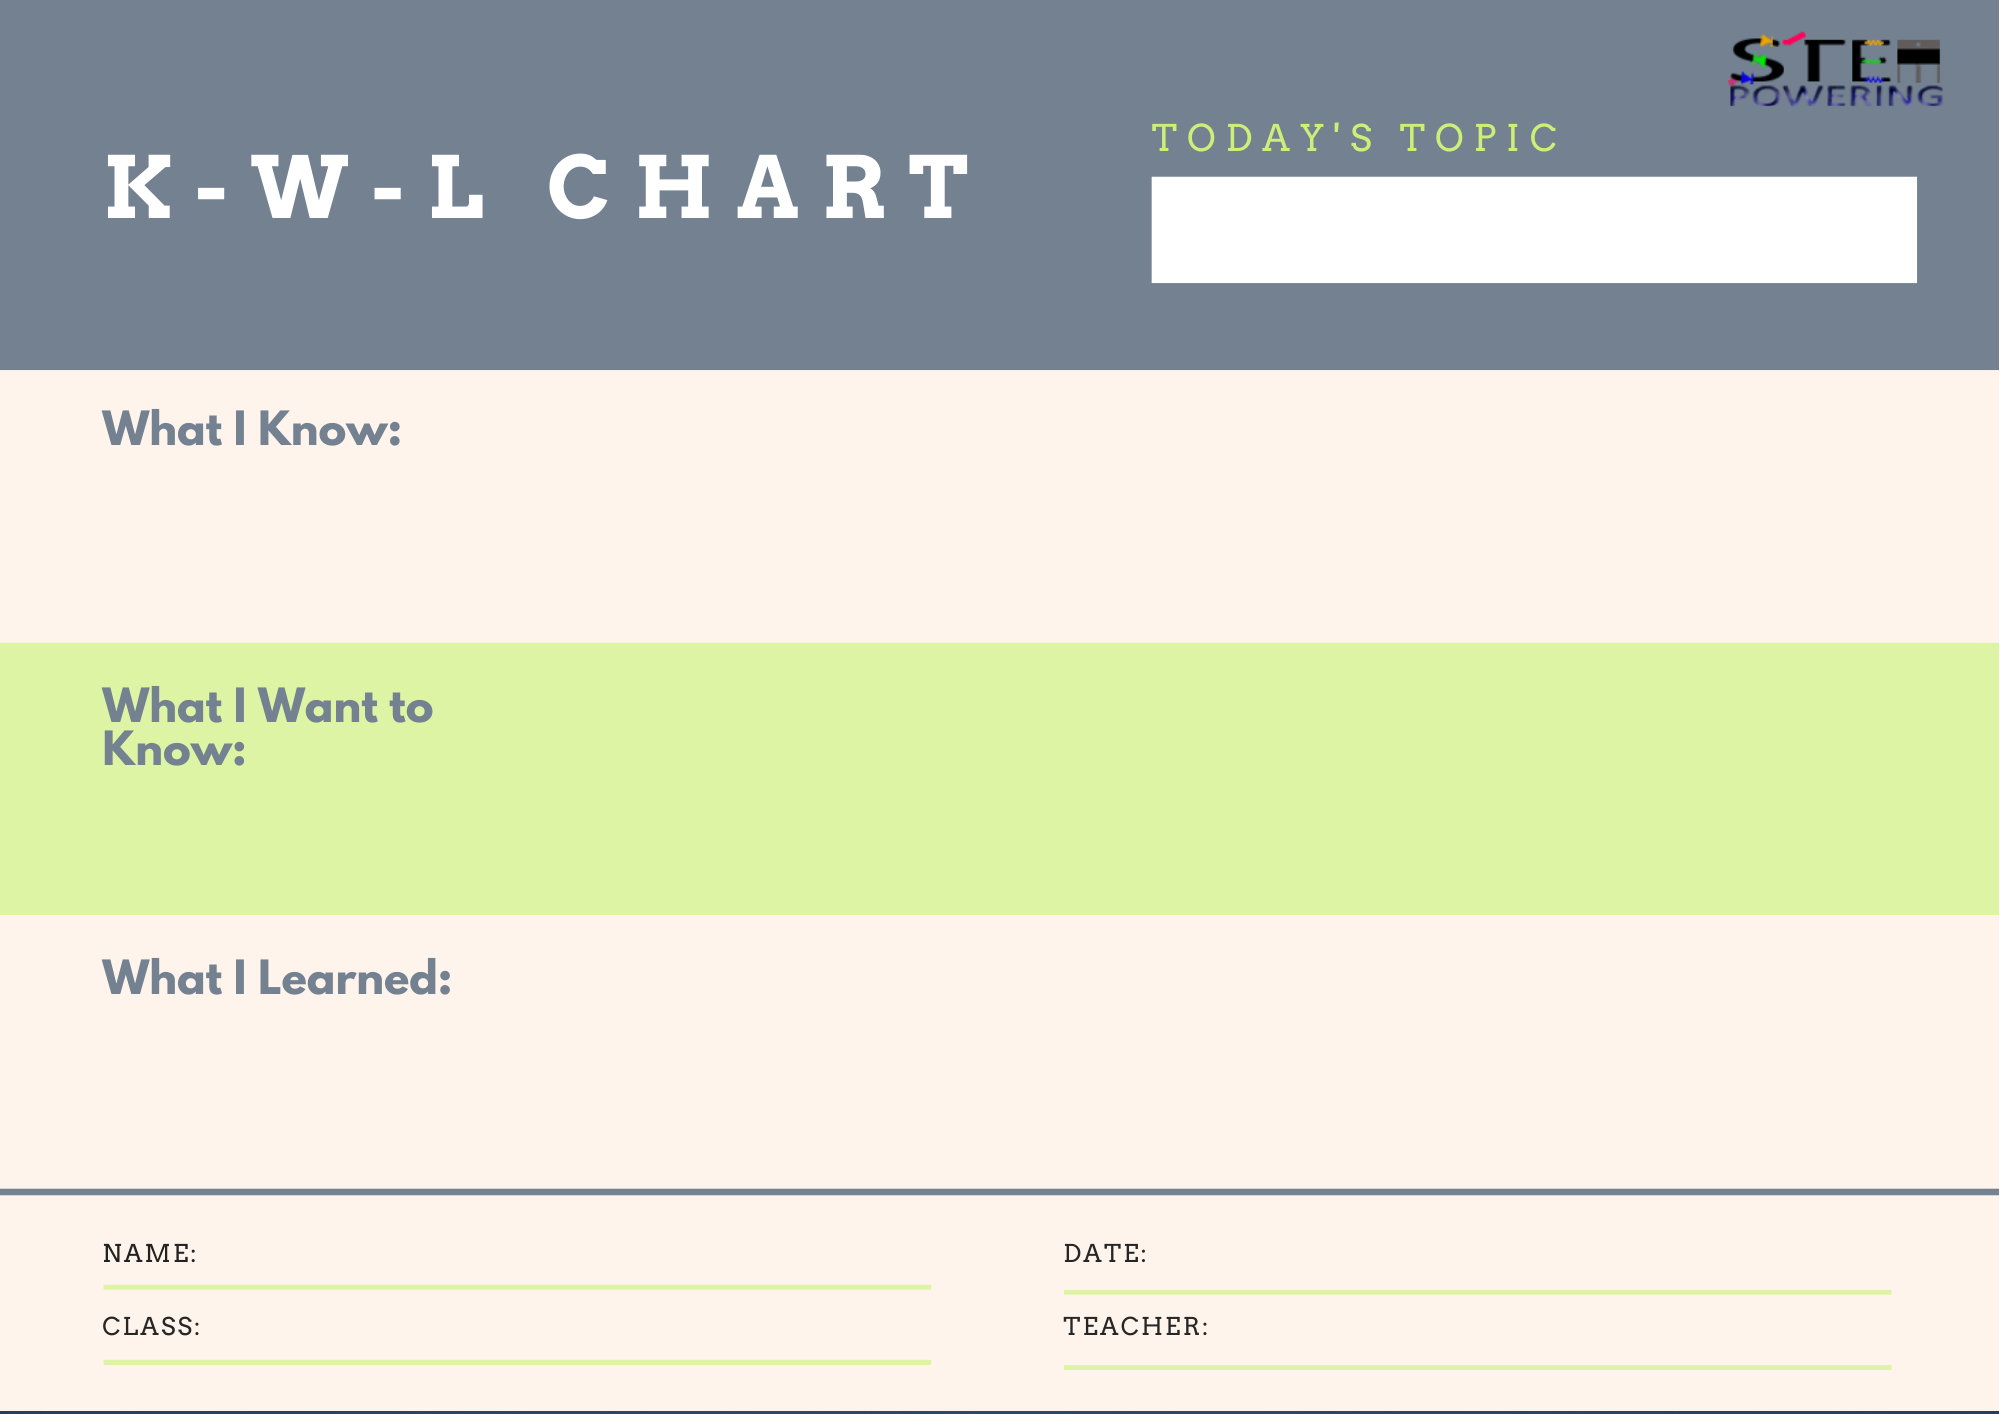 STEM
POWERING
K-W-L CHART
TODAY'S TOPIC
What I Know:
What I Want to
Know:
What I Learned:
NAME:
DATE:
CLASS:
TEACHER: